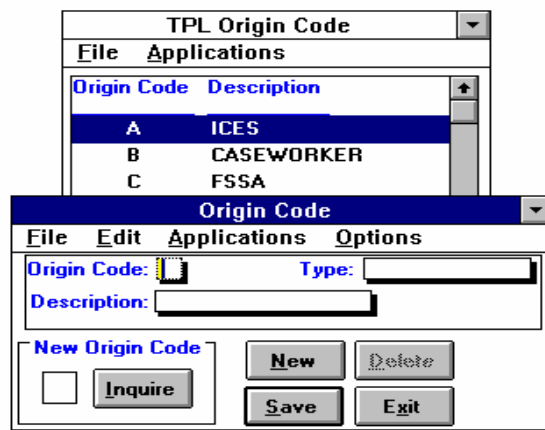 TPL Origin Code
File Applications
Origin Code Description
A ICES
B CASEWORKER
C FSSA
Origin Code
File Edit Applications Options
Origin Code: Type:
Description:
New Origin Code
New Delete
Inquire
Save Exit